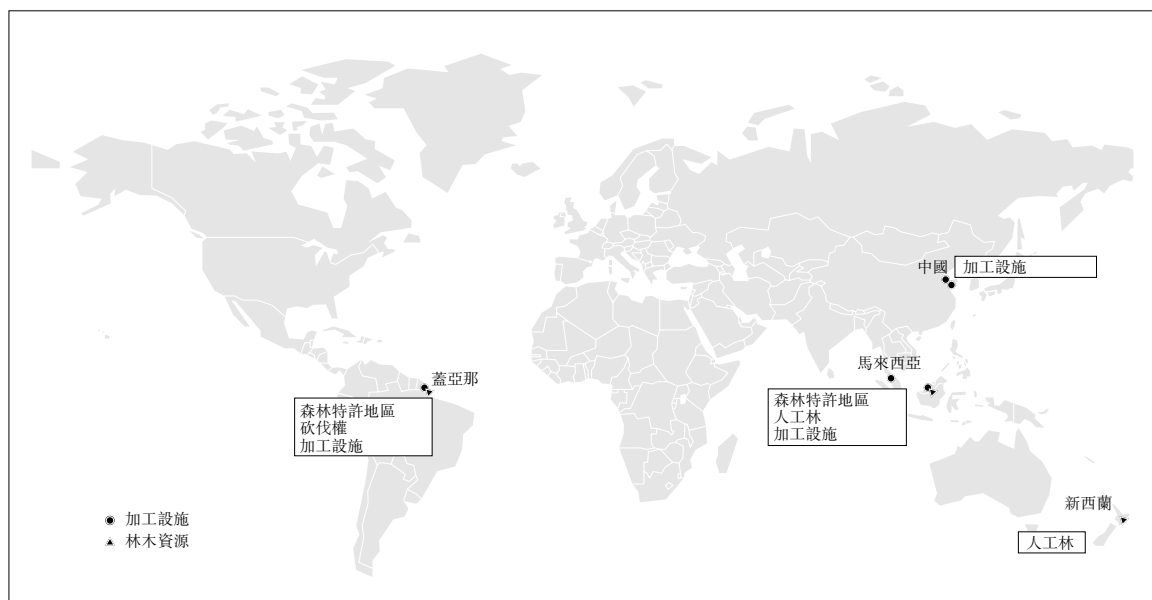 中國
加工設施
馬來西亞
森林特許地區
人工林
加工設施
蓋亞那
森林特許地區
砍伐權
加工設施
新西蘭
人工林
加工設施
林木資源